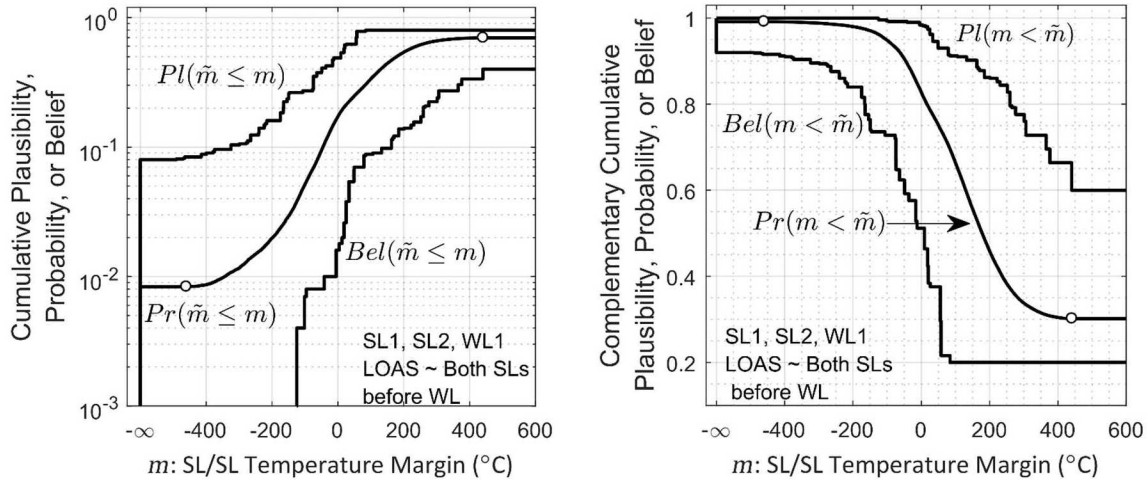 Cumulative Plausibility,
Probability, or Belief
10^0
10^-1
10^-2
10^-3
Pl(m̃ ≤ m)
Bel(m̃ ≤ m)
Pr(m̃ ≤ m)
SL1, SL2, WL1
LOAS ~ Both SLs
before WL
-∞ -400 -200 0 200 400 600
m: SL/SL Temperature Margin (°C)
Complementary Cumulative
Plausibility, Probability, or Belief
1
0.8
0.6
0.4
0.2
Pl(m < m̃)
Bel(m < m̃)
Pr(m < m̃)
SL1, SL2, WL1
LOAS ~ Both SLs
before WL
-∞ -400 -200 0 200 400 600
m: SL/SL Temperature Margin (°C)